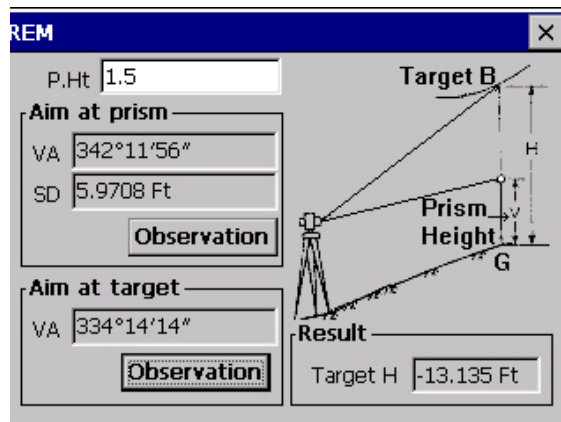 REM
P.Ht 1.5
Aim at prism
VA 342°11'56"
SD 5.9708 Ft
Observation
Aim at target
VA 334°14'14"
Observation
Target B
H
Prism
Height
V
G
Result
Target H -13.135 Ft